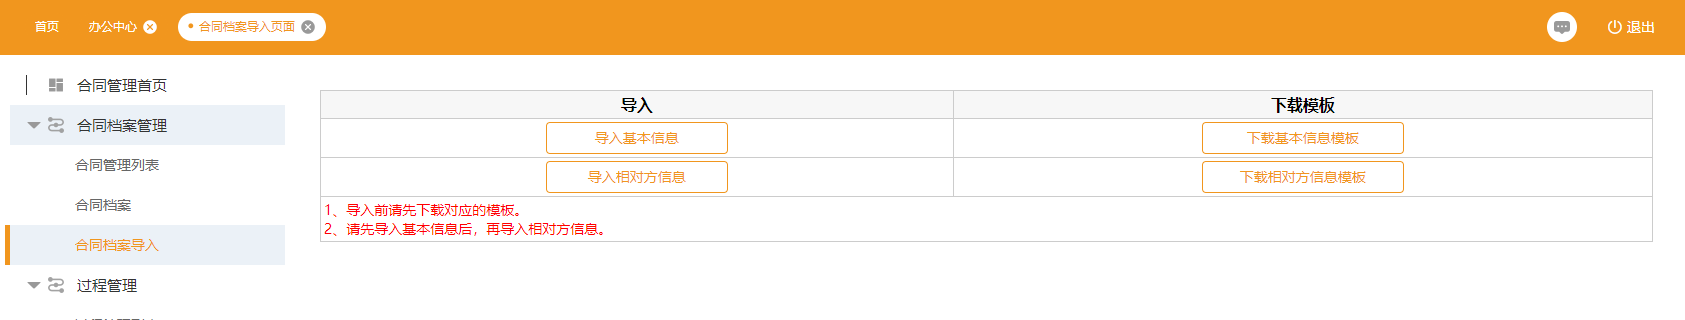 首页 办公中心 合同档案导入页面 退出
合同管理首页
合同档案管理
合同管理列表
合同档案
合同档案导入
过程管理
导入 下载模板
导入基本信息 下载基本信息模板
导入相对方信息 下载相对方信息模板
1、导入前请先下载对应的模板。
2、请先导入基本信息后，再导入相对方信息。